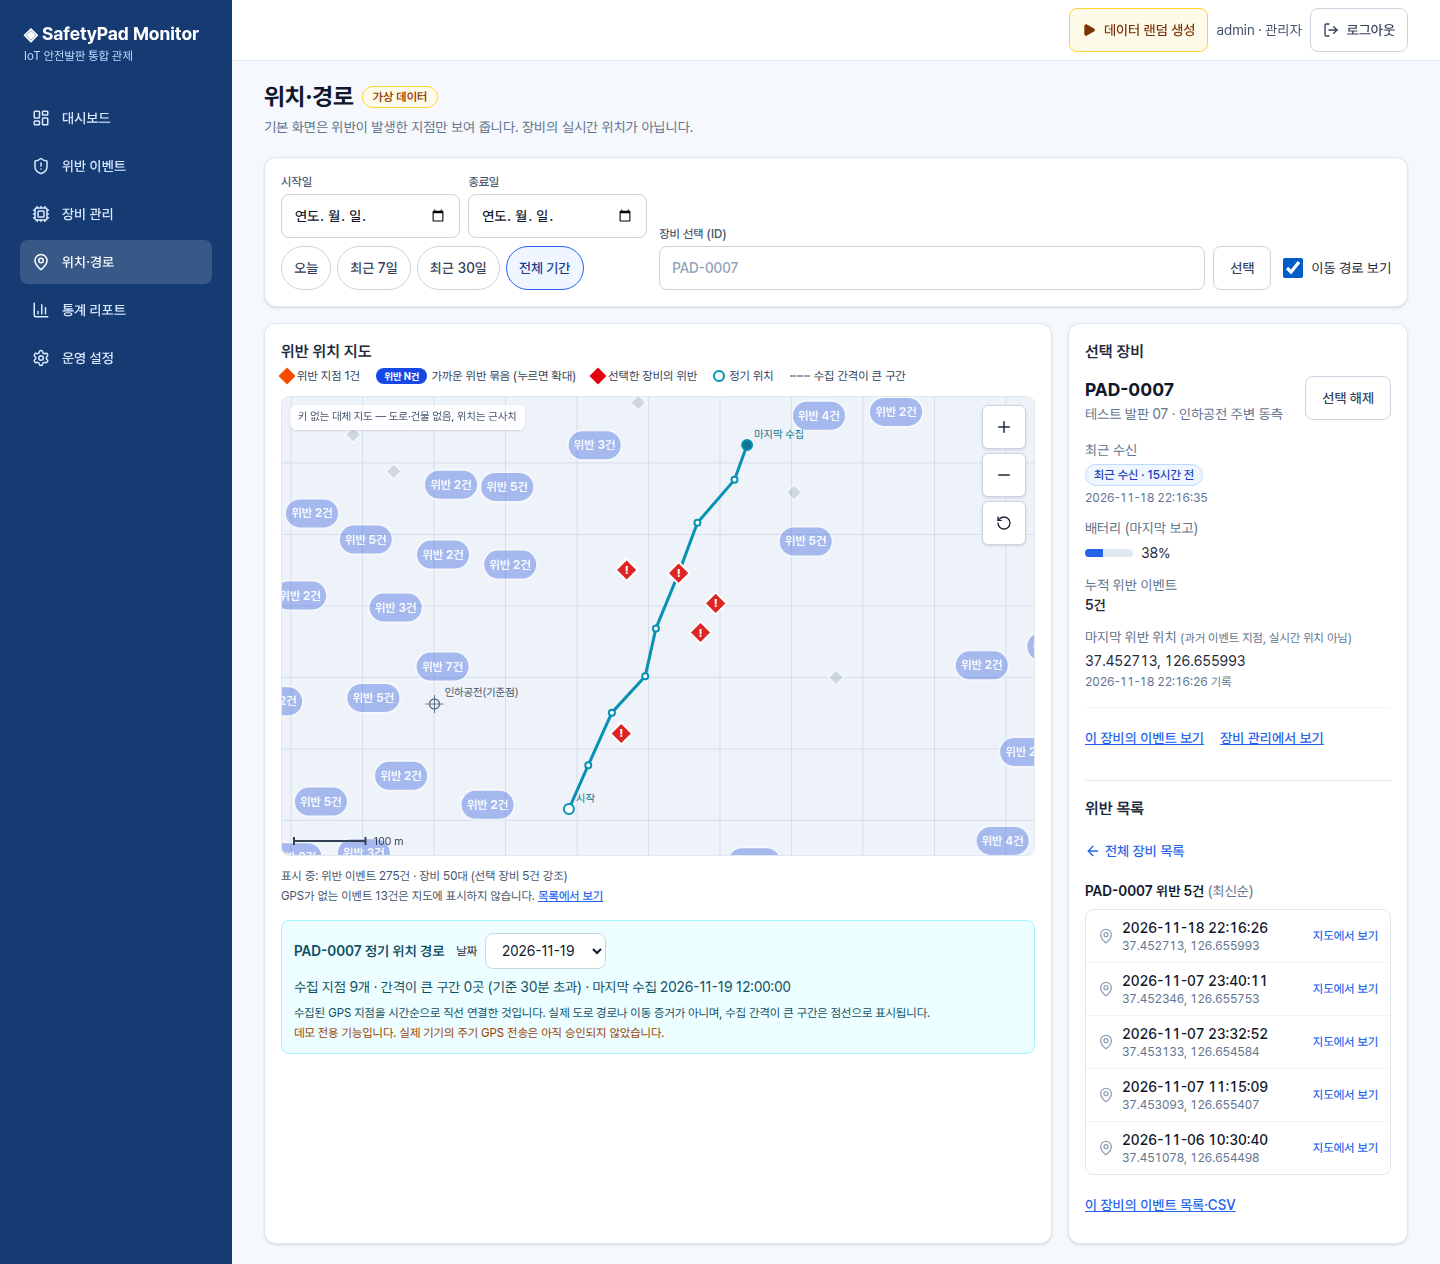 ◈ SafetyPad Monitor
IoT 안전발판 통합 관제
대시보드
위반 이벤트
장비 관리
위치·경로
통계 리포트
운영 설정
데이터 랜덤 생성
admin · 관리자
로그아웃
위치·경로 가상 데이터
기본 화면은 위반이 발생한 지점만 보여 줍니다. 장비의 실시간 위치가 아닙니다.
시작일
종료일
연도. 월. 일.
연도. 월. 일.
오늘
최근 7일
최근 30일
전체 기간
장비 선택 (ID)
PAD-0007
선택
이동 경로 보기
위반 위치 지도
위반 지점 1건
위반 N건 가까운 위반 묶음 (누르면 확대)
선택한 장비의 위반
정기 위치
수집 간격이 큰 구간
키 없는 대체 지도 — 도로·건물 없음, 위치는 근사치
위반 4건
위반 2건
마지막 수집
위반 3건
위반 2건
위반 5건
위반 2건
위반 5건
위반 5건
위반 2건
위반 2건
위반 2건
위반 3건
위반 7건
위반 2건
인하공전(기준점)
위반 5건
2건
위반 2
위반 2건
위반 5건
위반 2건
시작
위반 4건
100 m
위반 3건
표시 중: 위반 이벤트 275건 · 장비 50대 (선택 장비 5건 강조)
GPS가 없는 이벤트 13건은 지도에 표시하지 않습니다. 목록에서 보기
PAD-0007 정기 위치 경로 날짜 2026-11-19
수집 지점 9개 · 간격이 큰 구간 0곳 (기준 30분 초과) · 마지막 수집 2026-11-19 12:00:00
수집된 GPS 지점을 시간순으로 직선 연결한 것입니다. 실제 도로 경로나 이동 증거가 아니며, 수집 간격이 큰 구간은 점선으로 표시됩니다.
데모 전용 기능입니다. 실제 기기의 주기 GPS 전송은 아직 승인되지 않았습니다.
선택 장비
PAD-0007
테스트 발판 07 · 인하공전 주변 동측
선택 해제
최근 수신
최근 수신 · 15시간 전
2026-11-18 22:16:35
배터리 (마지막 보고)
38%
누적 위반 이벤트
5건
마지막 위반 위치 (과거 이벤트 지점, 실시간 위치 아님)
37.452713, 126.655993
2026-11-18 22:16:26 기록
이 장비의 이벤트 보기
장비 관리에서 보기
위반 목록
전체 장비 목록
PAD-0007 위반 5건 (최신순)
2026-11-18 22:16:26
37.452713, 126.655993
지도에서 보기
2026-11-07 23:40:11
37.452346, 126.655753
지도에서 보기
2026-11-07 23:32:52
37.453133, 126.654584
지도에서 보기
2026-11-07 11:15:09
37.453093, 126.655407
지도에서 보기
2026-11-06 10:30:40
37.451078, 126.654498
지도에서 보기
이 장비의 이벤트 목록·CSV